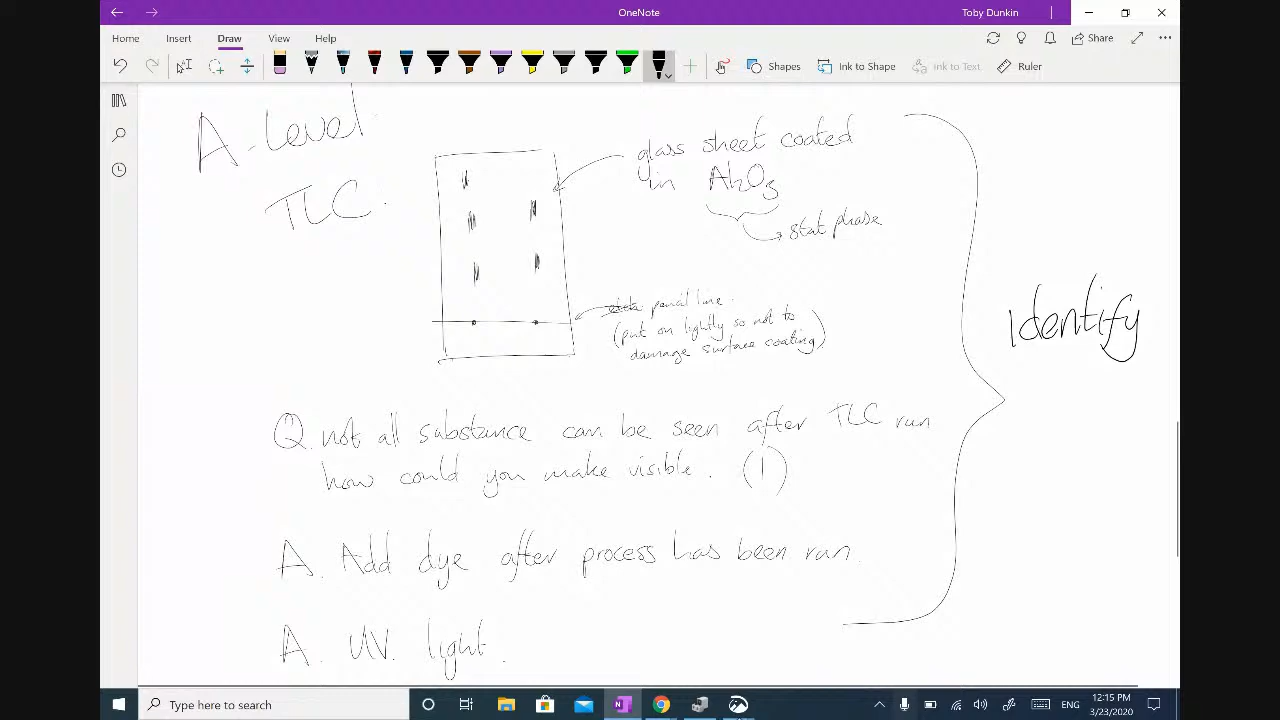 OneNote
Toby Dunkin
Home Insert Draw View Help
Share
Shapes
Ink to Shape
Ink to Text
Ruler
A-Level
TLC.
glass sheet coated
in Al2O3
stat phase
pencil line.
(put on lightly so not to
damage surface coating)
Identify
Q. not all substance can be seen after TLC run
how could you make visible. (1)
A. Add dye after process has been run.
A. UV. light.
Type here to search
ENG
12:15 PM
3/23/2020